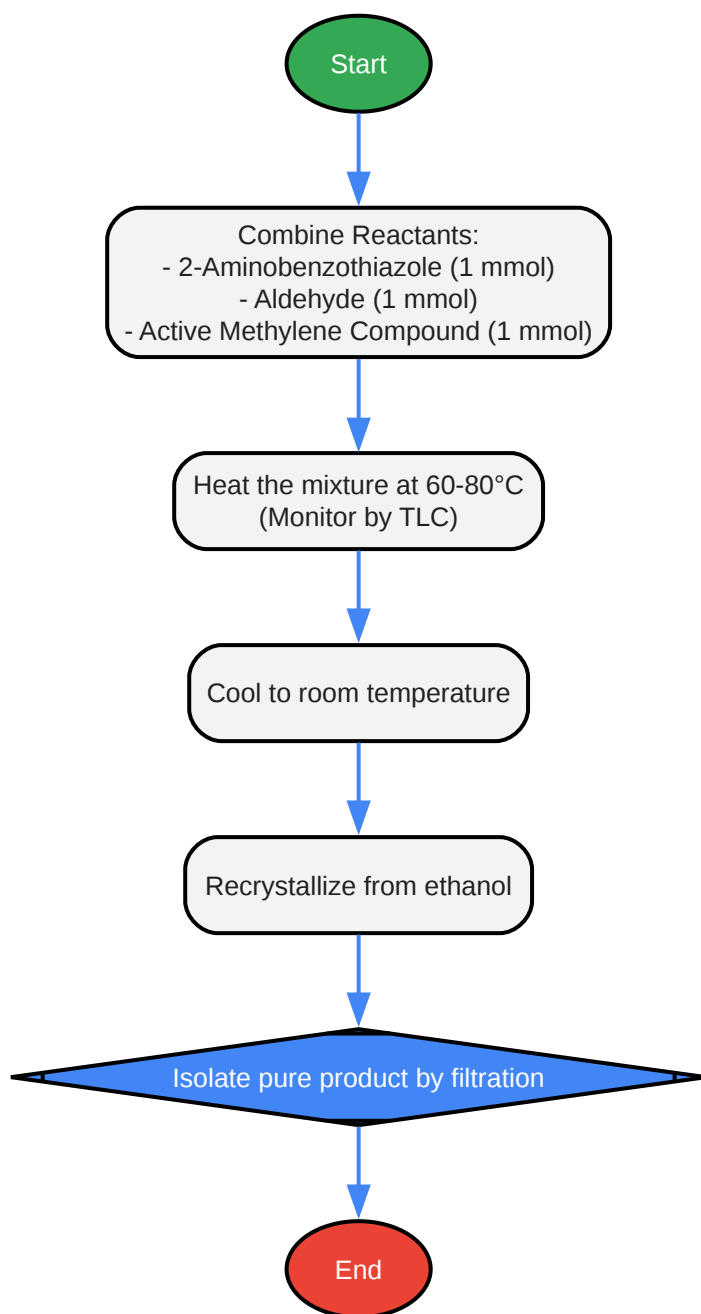 Start
Combine Reactants:
- 2-Aminobenzothiazole (1 mmol)
- Aldehyde (1 mmol)
- Active Methylene Compound (1 mmol)
Heat the mixture at 60-80°C
(Monitor by TLC)
Cool to room temperature
Recrystallize from ethanol
Isolate pure product by filtration
End